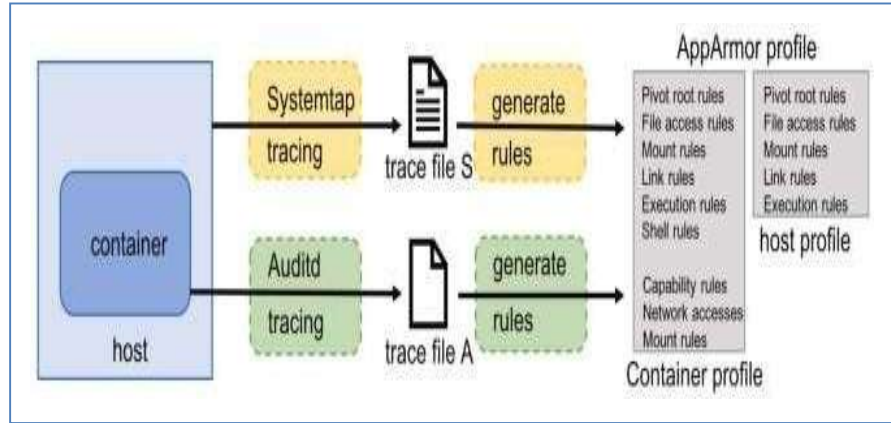 AppArmor profile
Systemtap
tracing
trace file S
generate
rules
Pivot root rules
File access rules
Mount rules
Link rules
Execution rules
Shell rules
Capability rules
Network accesses
Mount rules
Container profile
Pivot root rules
File access rules
Mount rules
Link rules
Execution rules
host profile
container
host
Auditd
tracing
trace file A
generate
rules